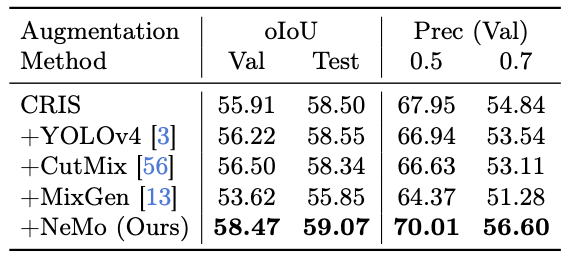 Augmentation oIoU Prec (Val)
Method Val Test 0.5 0.7
CRIS 55.91 58.50 67.95 54.84
+YOLOv4 [3] 56.22 58.55 66.94 53.54
+CutMix [56] 56.50 58.34 66.63 53.11
+MixGen [13] 53.62 55.85 64.37 51.28
+NeMo (Ours) 58.47 59.07 70.01 56.60